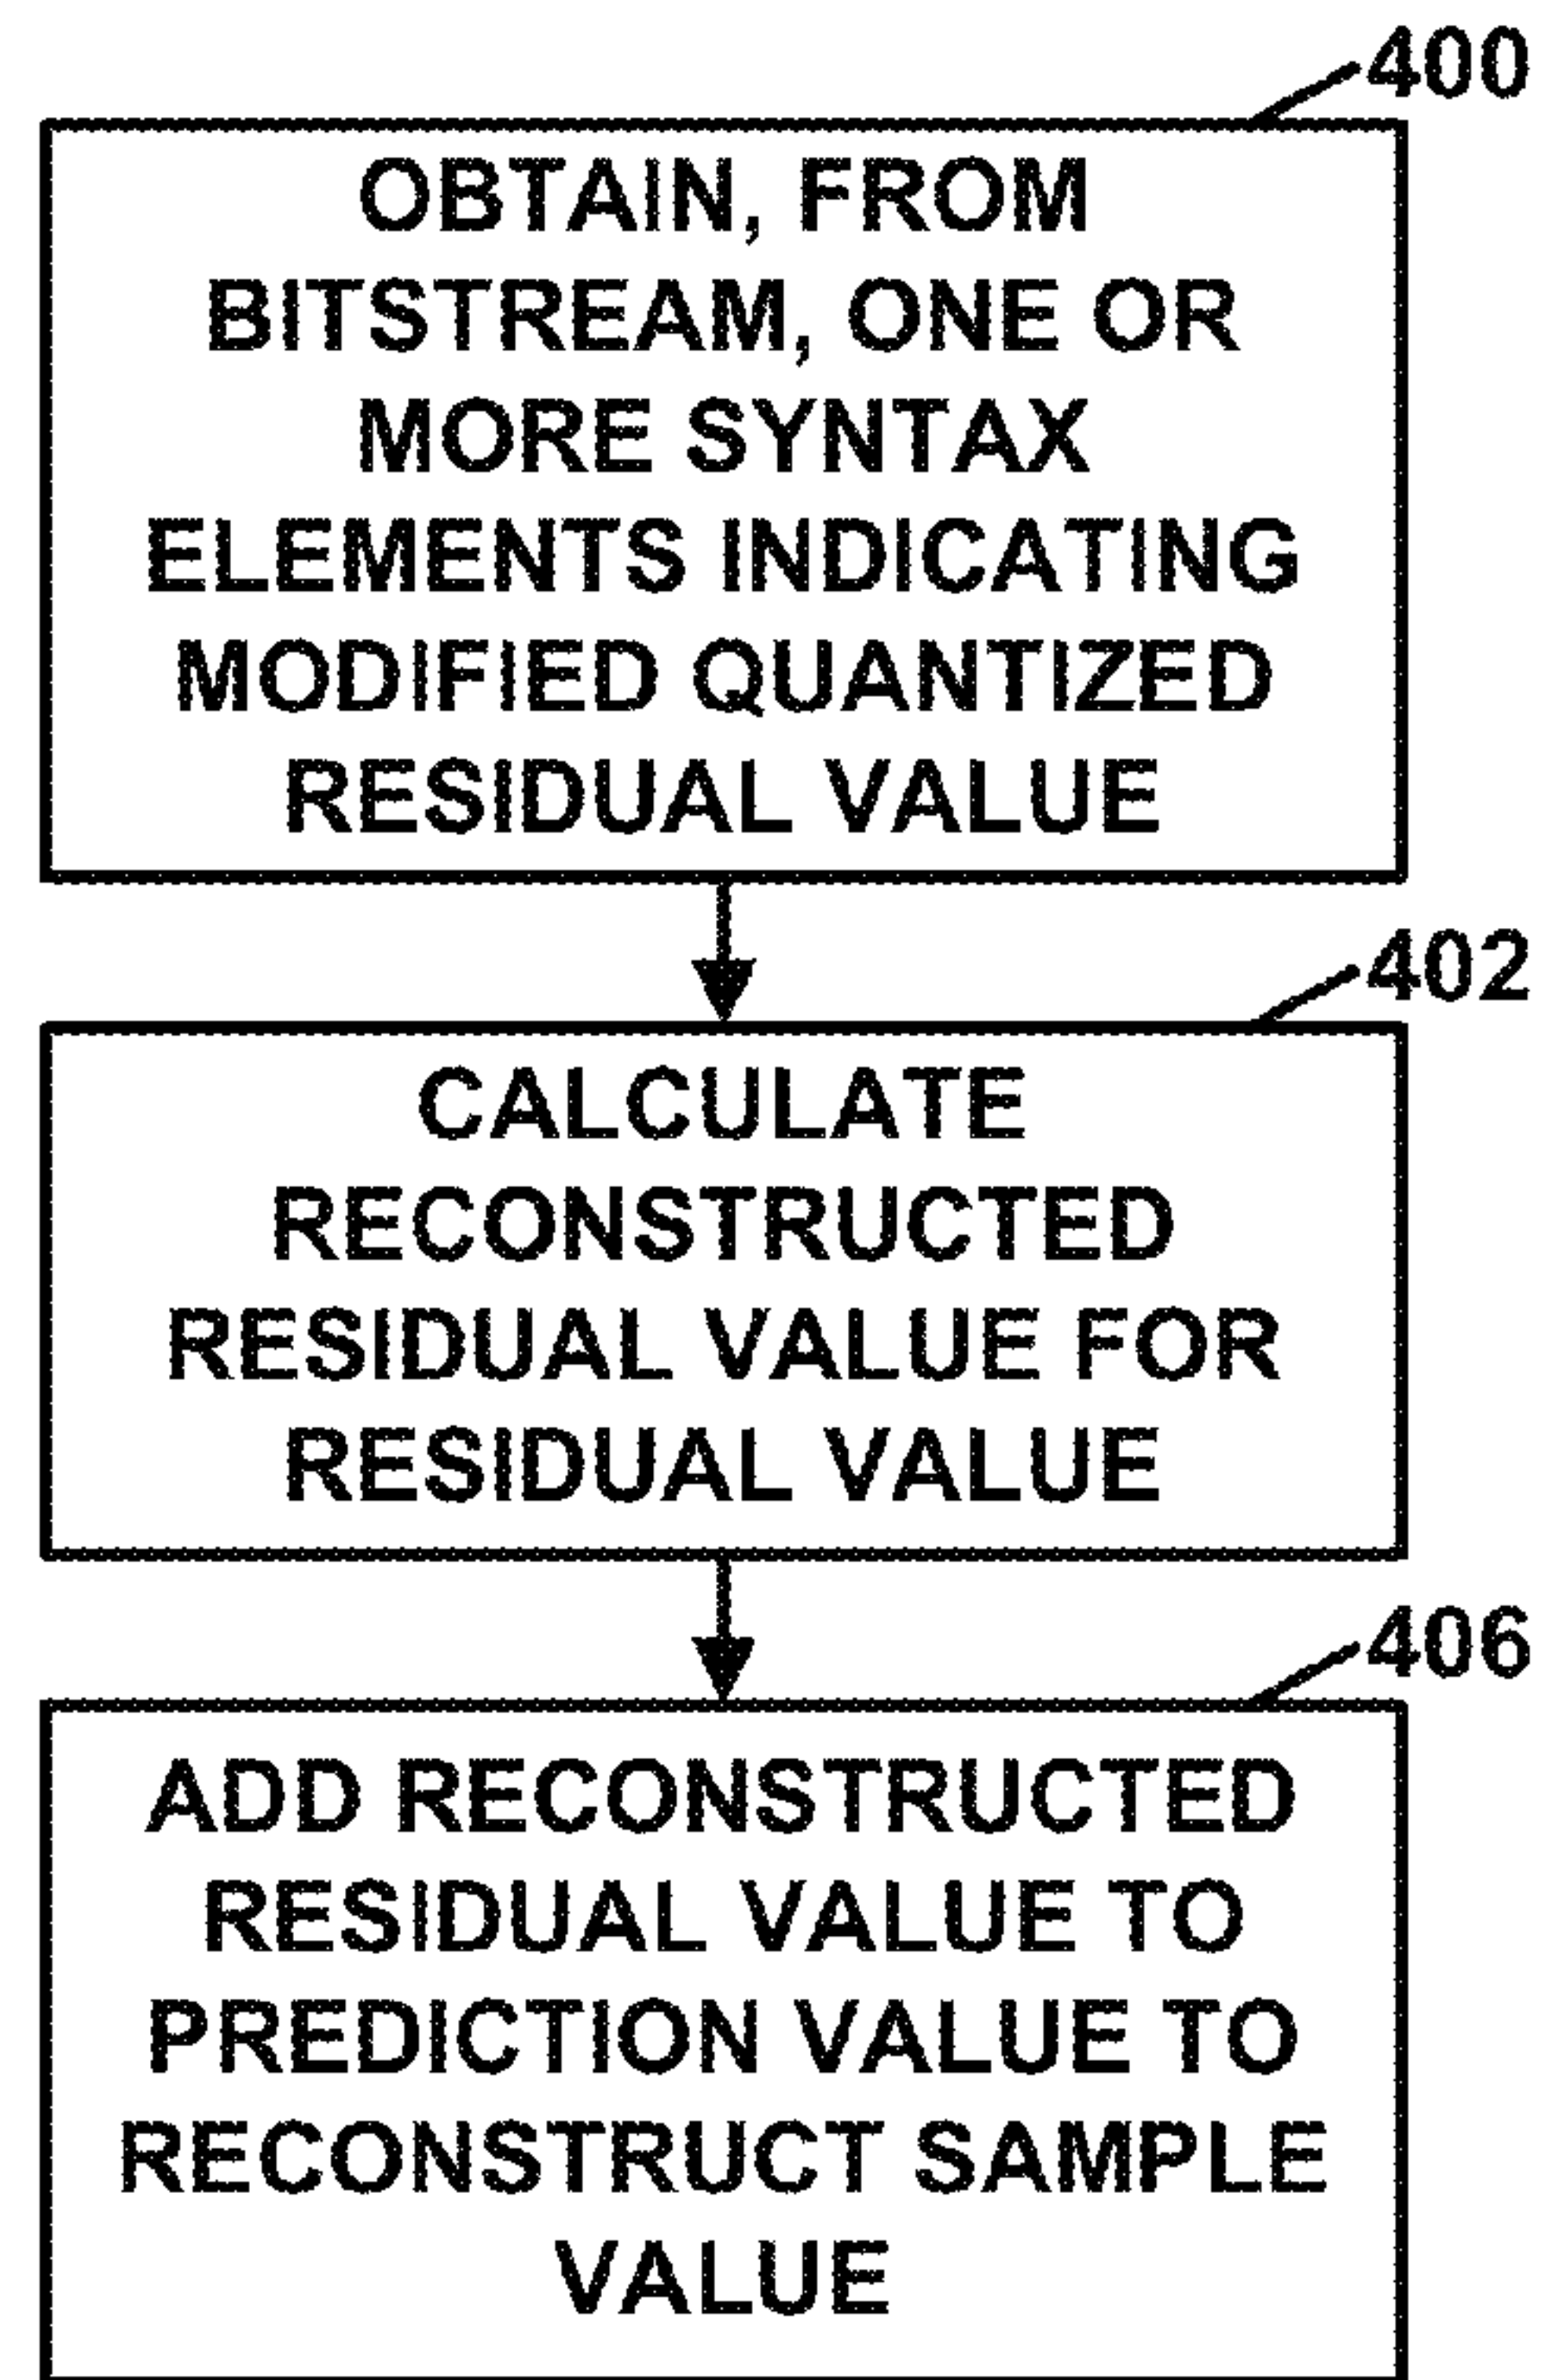 400
OBTAIN, FROM
BITSTREAM, ONE OR
MORE SYNTAX
ELEMENTS INDICATING
MODIFIED QUANTIZED
RESIDUAL VALUE
402
CALCULATE
RECONSTRUCTED
RESIDUAL VALUE FOR
RESIDUAL VALUE
406
ADD RECONSTRUCTED
RESIDUAL VALUE TO
PREDICTION VALUE TO
RECONSTRUCT SAMPLE
VALUE